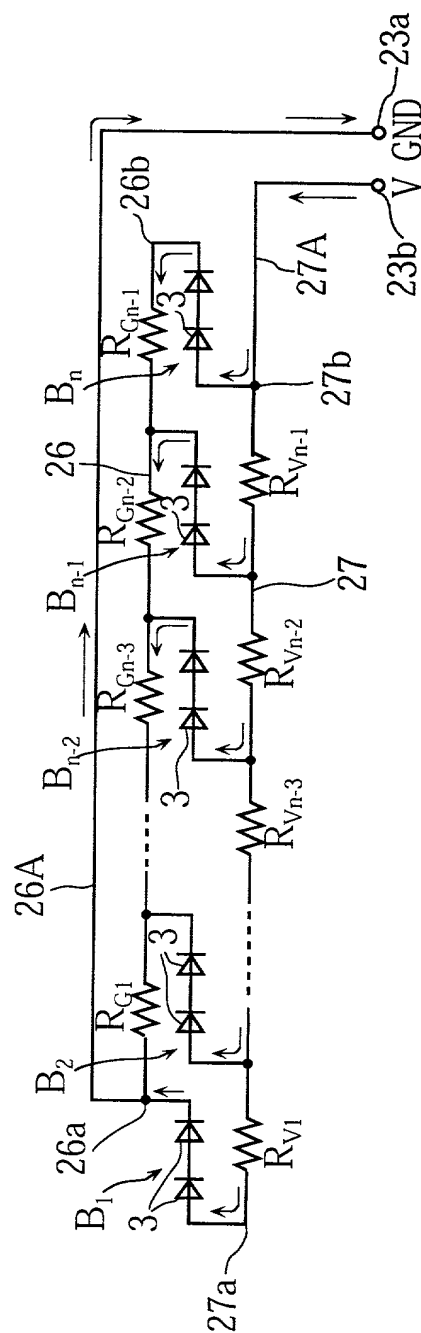 26A
23a
GND
V
23b
26b
27A
27b
R_Gn-1
B_n
3
26
R_Gn-2
B_n-1
3
R_Vn-1
27
R_Gn-3
B_n-2
3
R_Vn-2
R_Vn-3
R_G1
B_2
3
26a
B_1
3
R_V1
27a